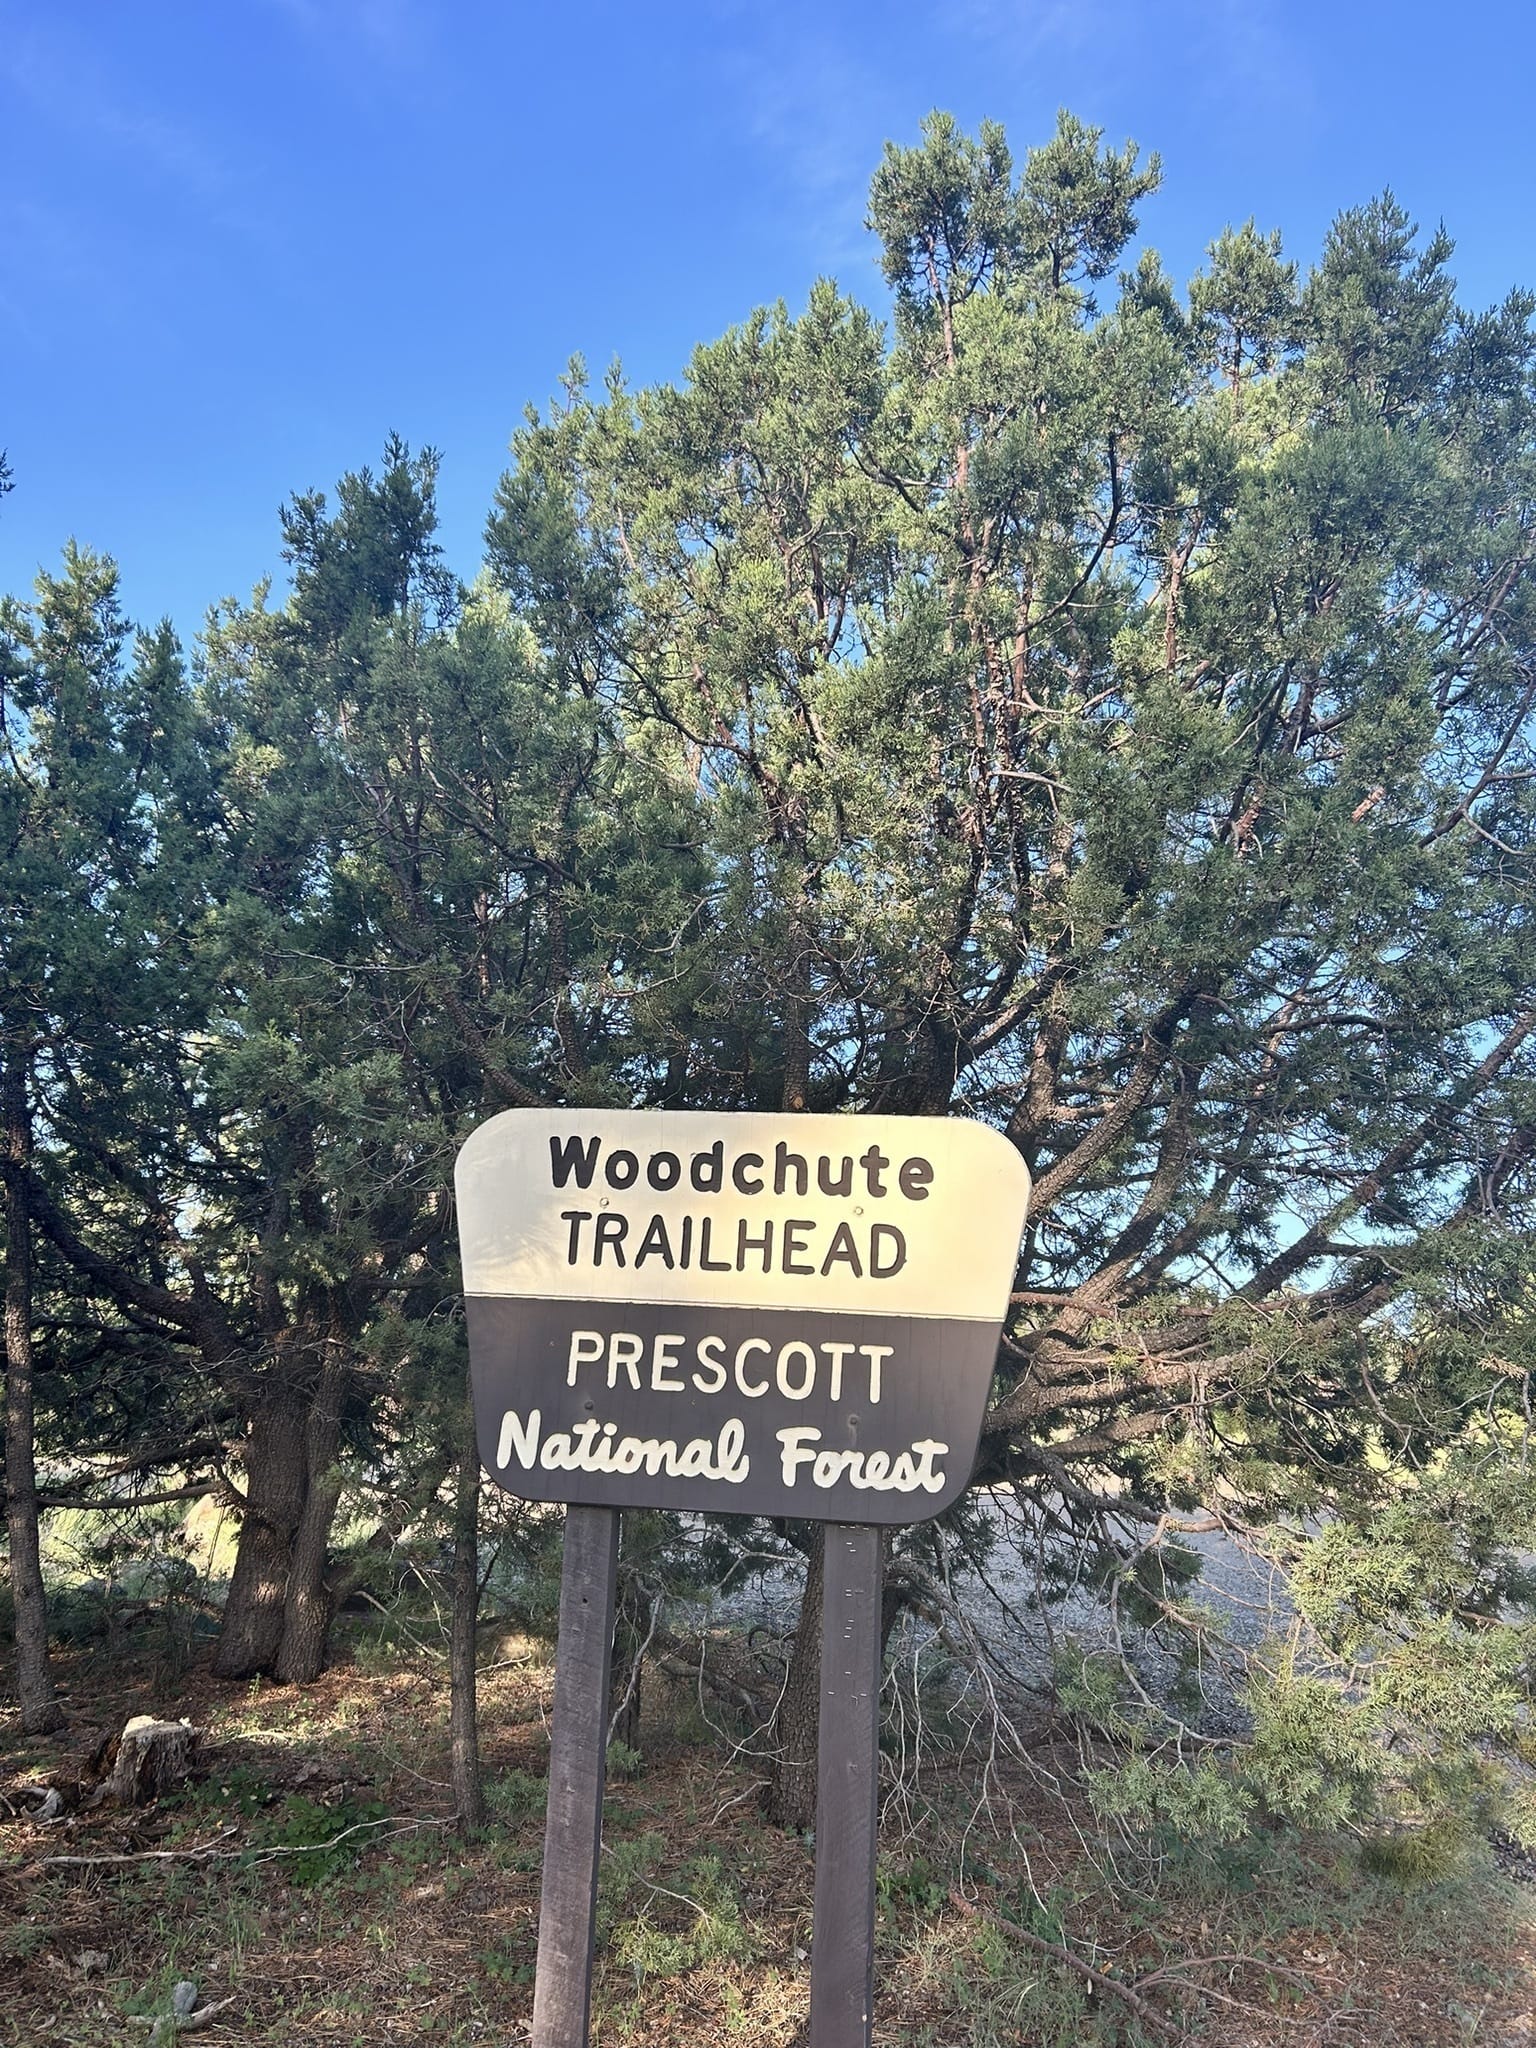 Woodchute
TRAILHEAD
PRESCOTT
National Forest